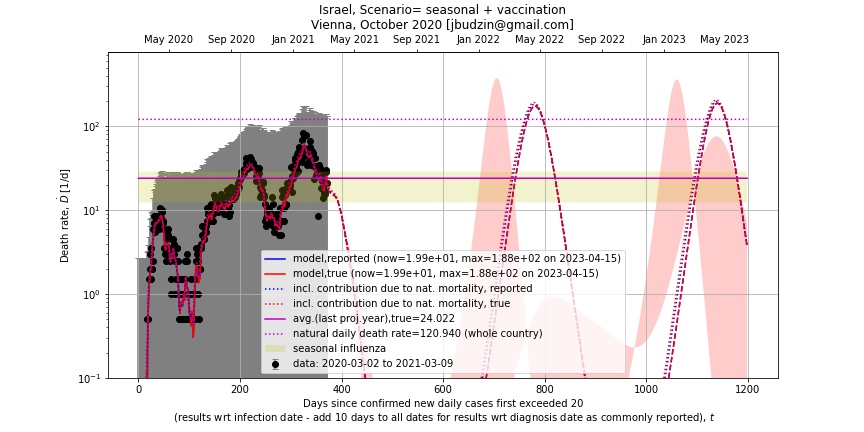 Israel, Scenario= seasonal + vaccination
Vienna, October 2020 [jbudzin@gmail.com]
May 2020 Sep 2020 Jan 2021 May 2021 Sep 2021 Jan 2022 May 2022 Sep 2022 Jan 2023 May 2023
Death rate, Ḋ [1/d]
10²
10¹
10⁰
10⁻¹
model,reported (now=1.99e+01, max=1.88e+02 on 2023-04-15)
model,true (now=1.99e+01, max=1.88e+02 on 2023-04-15)
incl. contribution due to nat. mortality, reported
incl. contribution due to nat. mortality, true
avg.(last proj.year),true=24.022
natural daily death rate=120.940 (whole country)
seasonal influenza
data: 2020-03-02 to 2021-03-09
0 200 400 600 800 1000 1200
Days since confirmed new daily cases first exceeded 20
(results wrt infection date - add 10 days to all dates for results wrt diagnosis date as commonly reported), t